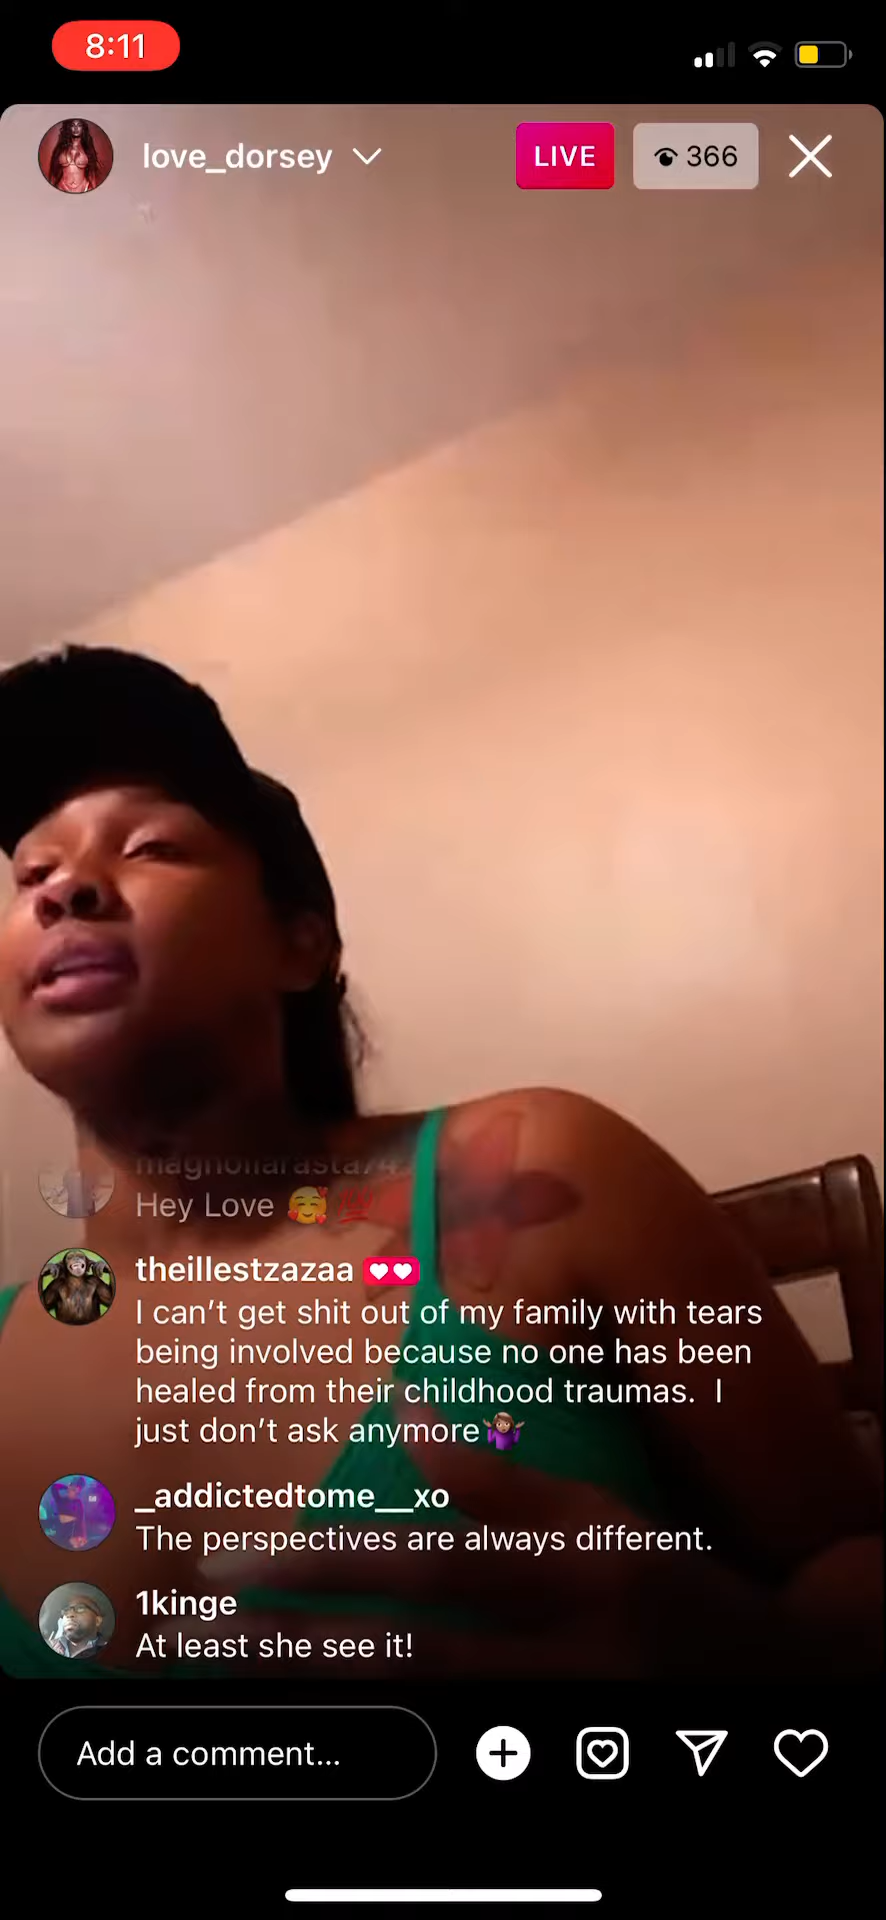 8:11
love_dorsey
LIVE
366
Hey Love 🥰💯
theillestzazaa
I can’t get shit out of my family with tears
being involved because no one has been
healed from their childhood traumas.  I
just don’t ask anymore🤷🏽‍♀️
_addictedtome__xo
The perspectives are always different.
1kinge
At least she see it!
Add a comment...